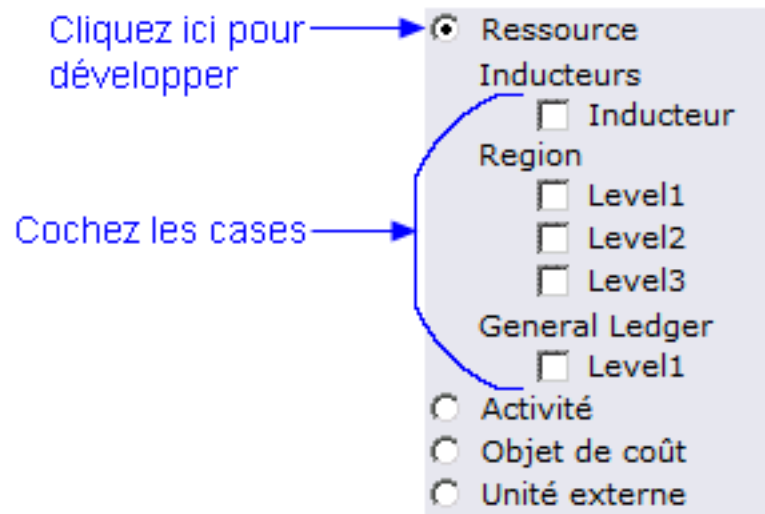 Cliquez ici pour
développer
Ressource
Inducteurs
Inducteur
Region
Level1
Level2
Level3
Cochez les cases
General Ledger
Level1
Activité
Objet de coût
Unité externe